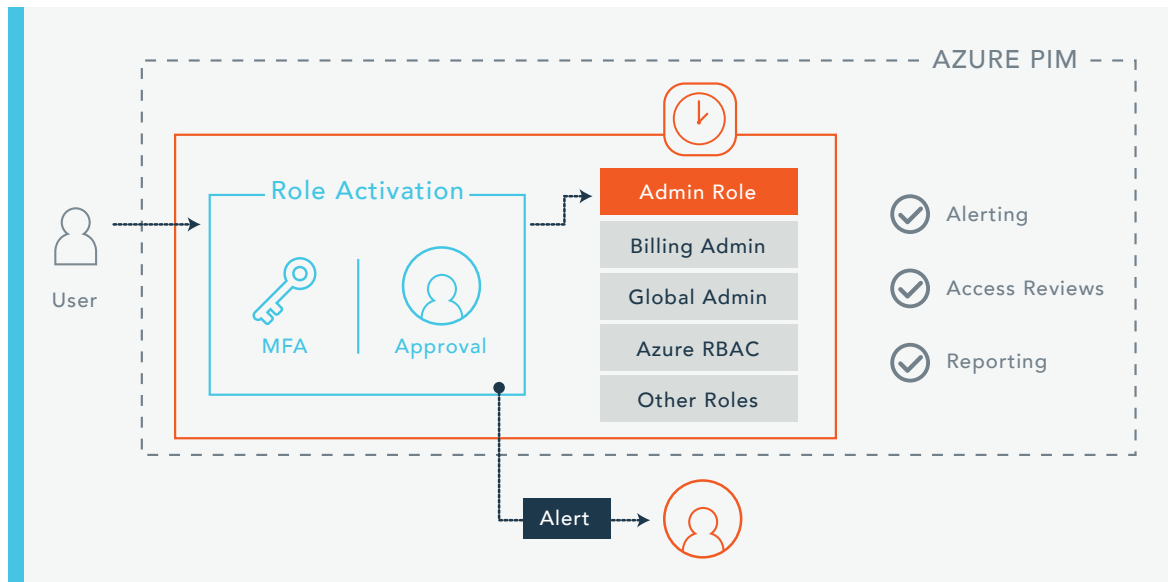 AZURE PIM
Role Activation
Admin Role
Billing Admin
Global Admin
Azure RBAC
Other Roles
MFA
Approval
User
Alerting
Access Reviews
Reporting
Alert